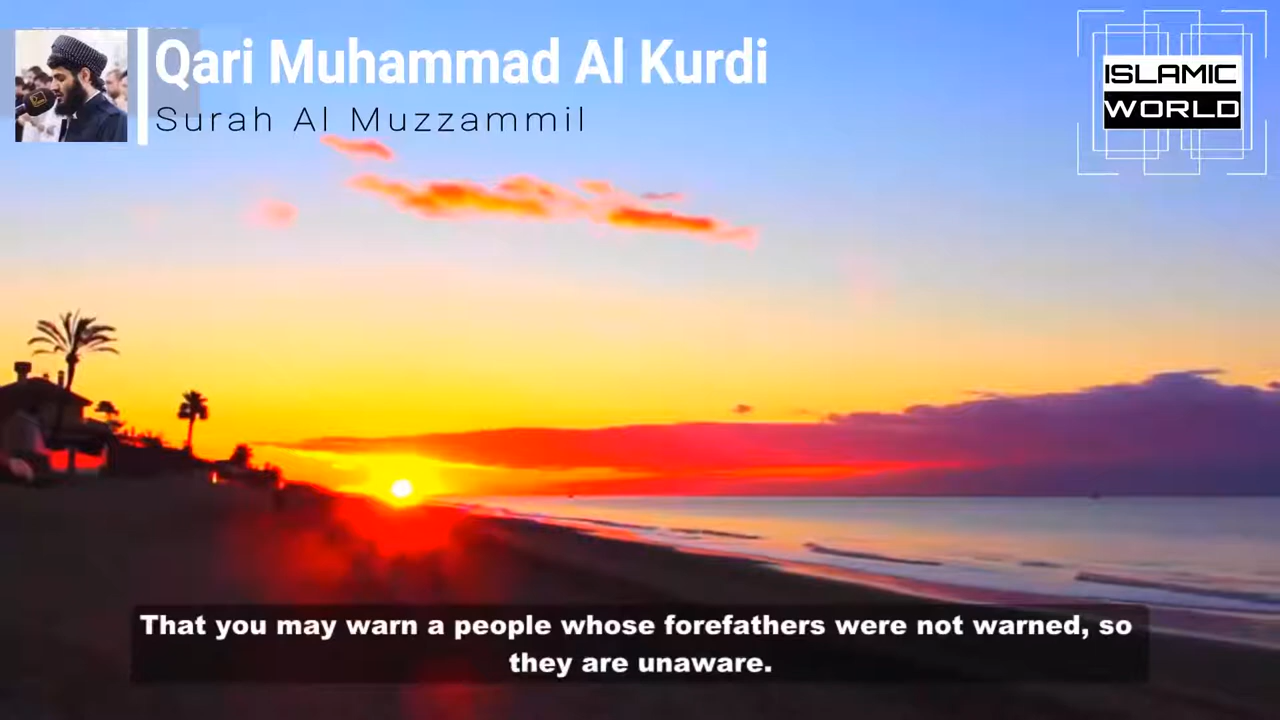 Qari Muhammad Al Kurdi
Surah Al Muzzammil
ISLAMIC
WORLD
That you may warn a people whose forefathers were not warned, so
they are unaware.